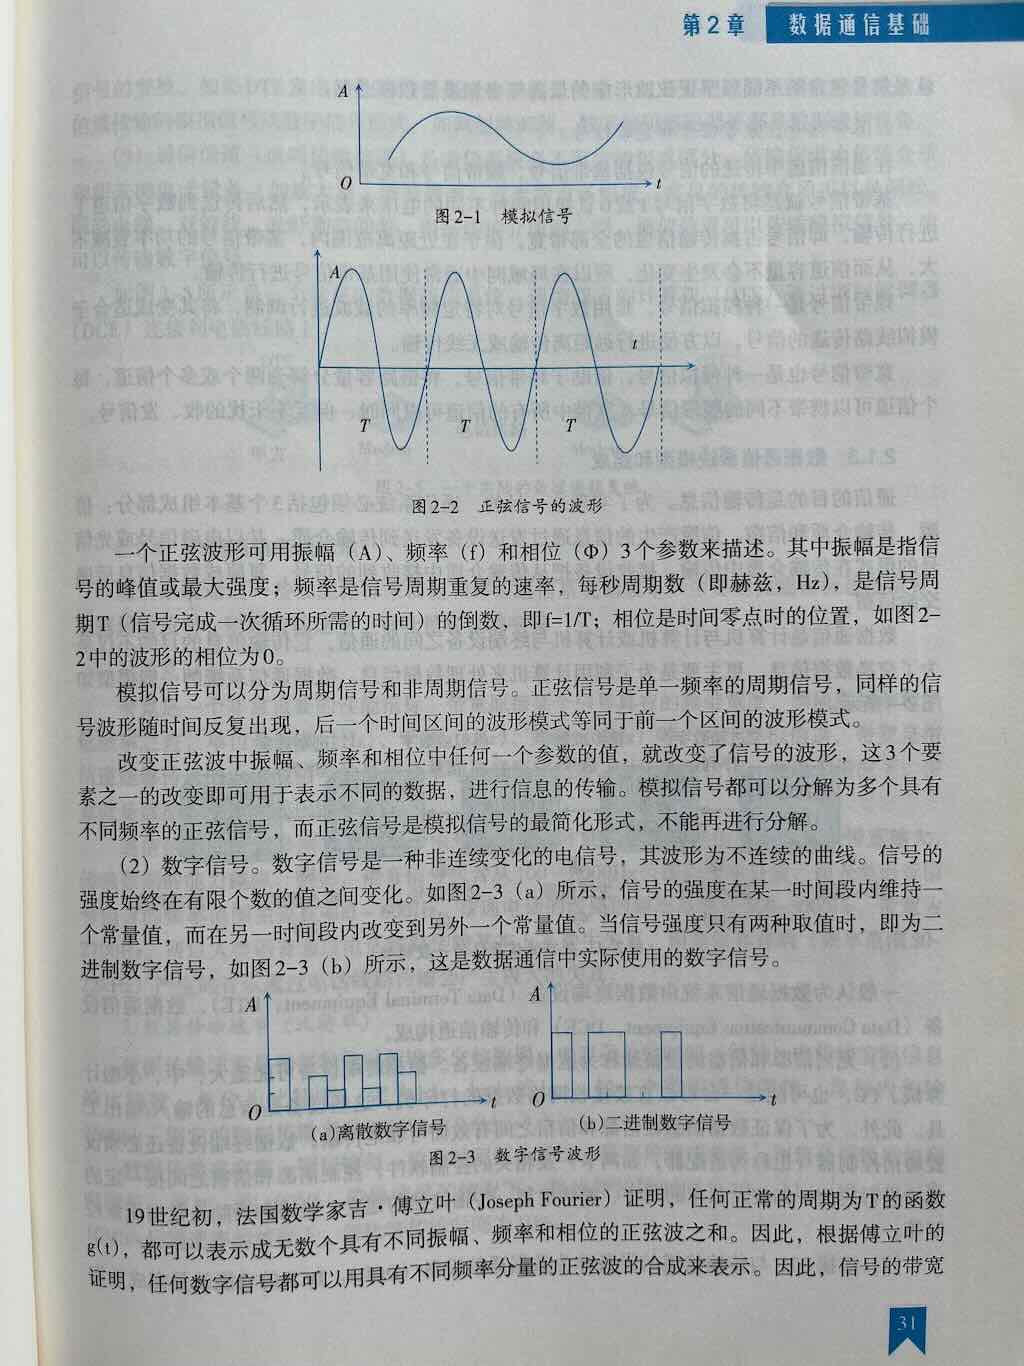 第2章 数据通信基础
A
O
t
图2-1 模拟信号
A
t
T T T
图2-2 正弦信号的波形
一个正弦波形可用振幅（A）、频率（f）和相位（Φ）3个参数来描述。其中振幅是指信
号的峰值或最大强度；频率是信号周期重复的速率，每秒周期数（即赫兹，Hz），是信号周
期T（信号完成一次循环所需的时间）的倒数，即f=1/T；相位是时间零点时的位置，如图2-
2中的波形的相位为0。
模拟信号可以分为周期信号和非周期信号。正弦信号是单一频率的周期信号，同样的信
号波形随时间反复出现，后一个时间区间的波形模式等同于前一个区间的波形模式。
改变正弦波中振幅、频率和相位中任何一个参数的值，就改变了信号的波形，这3个要
素之一的改变即可用于表示不同的数据，进行信息的传输。模拟信号都可以分解为多个具有
不同频率的正弦信号，而正弦信号是模拟信号的最简化形式，不能再进行分解。
（2）数字信号。数字信号是一种非连续变化的电信号，其波形为不连续的曲线。信号的
强度始终在有限个数的值之间变化。如图2-3（a）所示，信号的强度在某一时间段内维持一
个常量值，而在另一时间段内改变到另外一个常量值。当信号强度只有两种取值时，即为二
进制数字信号，如图2-3（b）所示，这是数据通信中实际使用的数字信号。
A A
O t O t
(a)离散数字信号 (b)二进制数字信号
图2-3 数字信号波形
19世纪初，法国数学家吉·傅立叶（Joseph Fourier）证明，任何正常的周期为T的函数
g(t)，都可以表示成无数个具有不同振幅、频率和相位的正弦波之和。因此，根据傅立叶的
证明，任何数字信号都可以用具有不同频率分量的正弦波的合成来表示。因此，信号的带宽
31